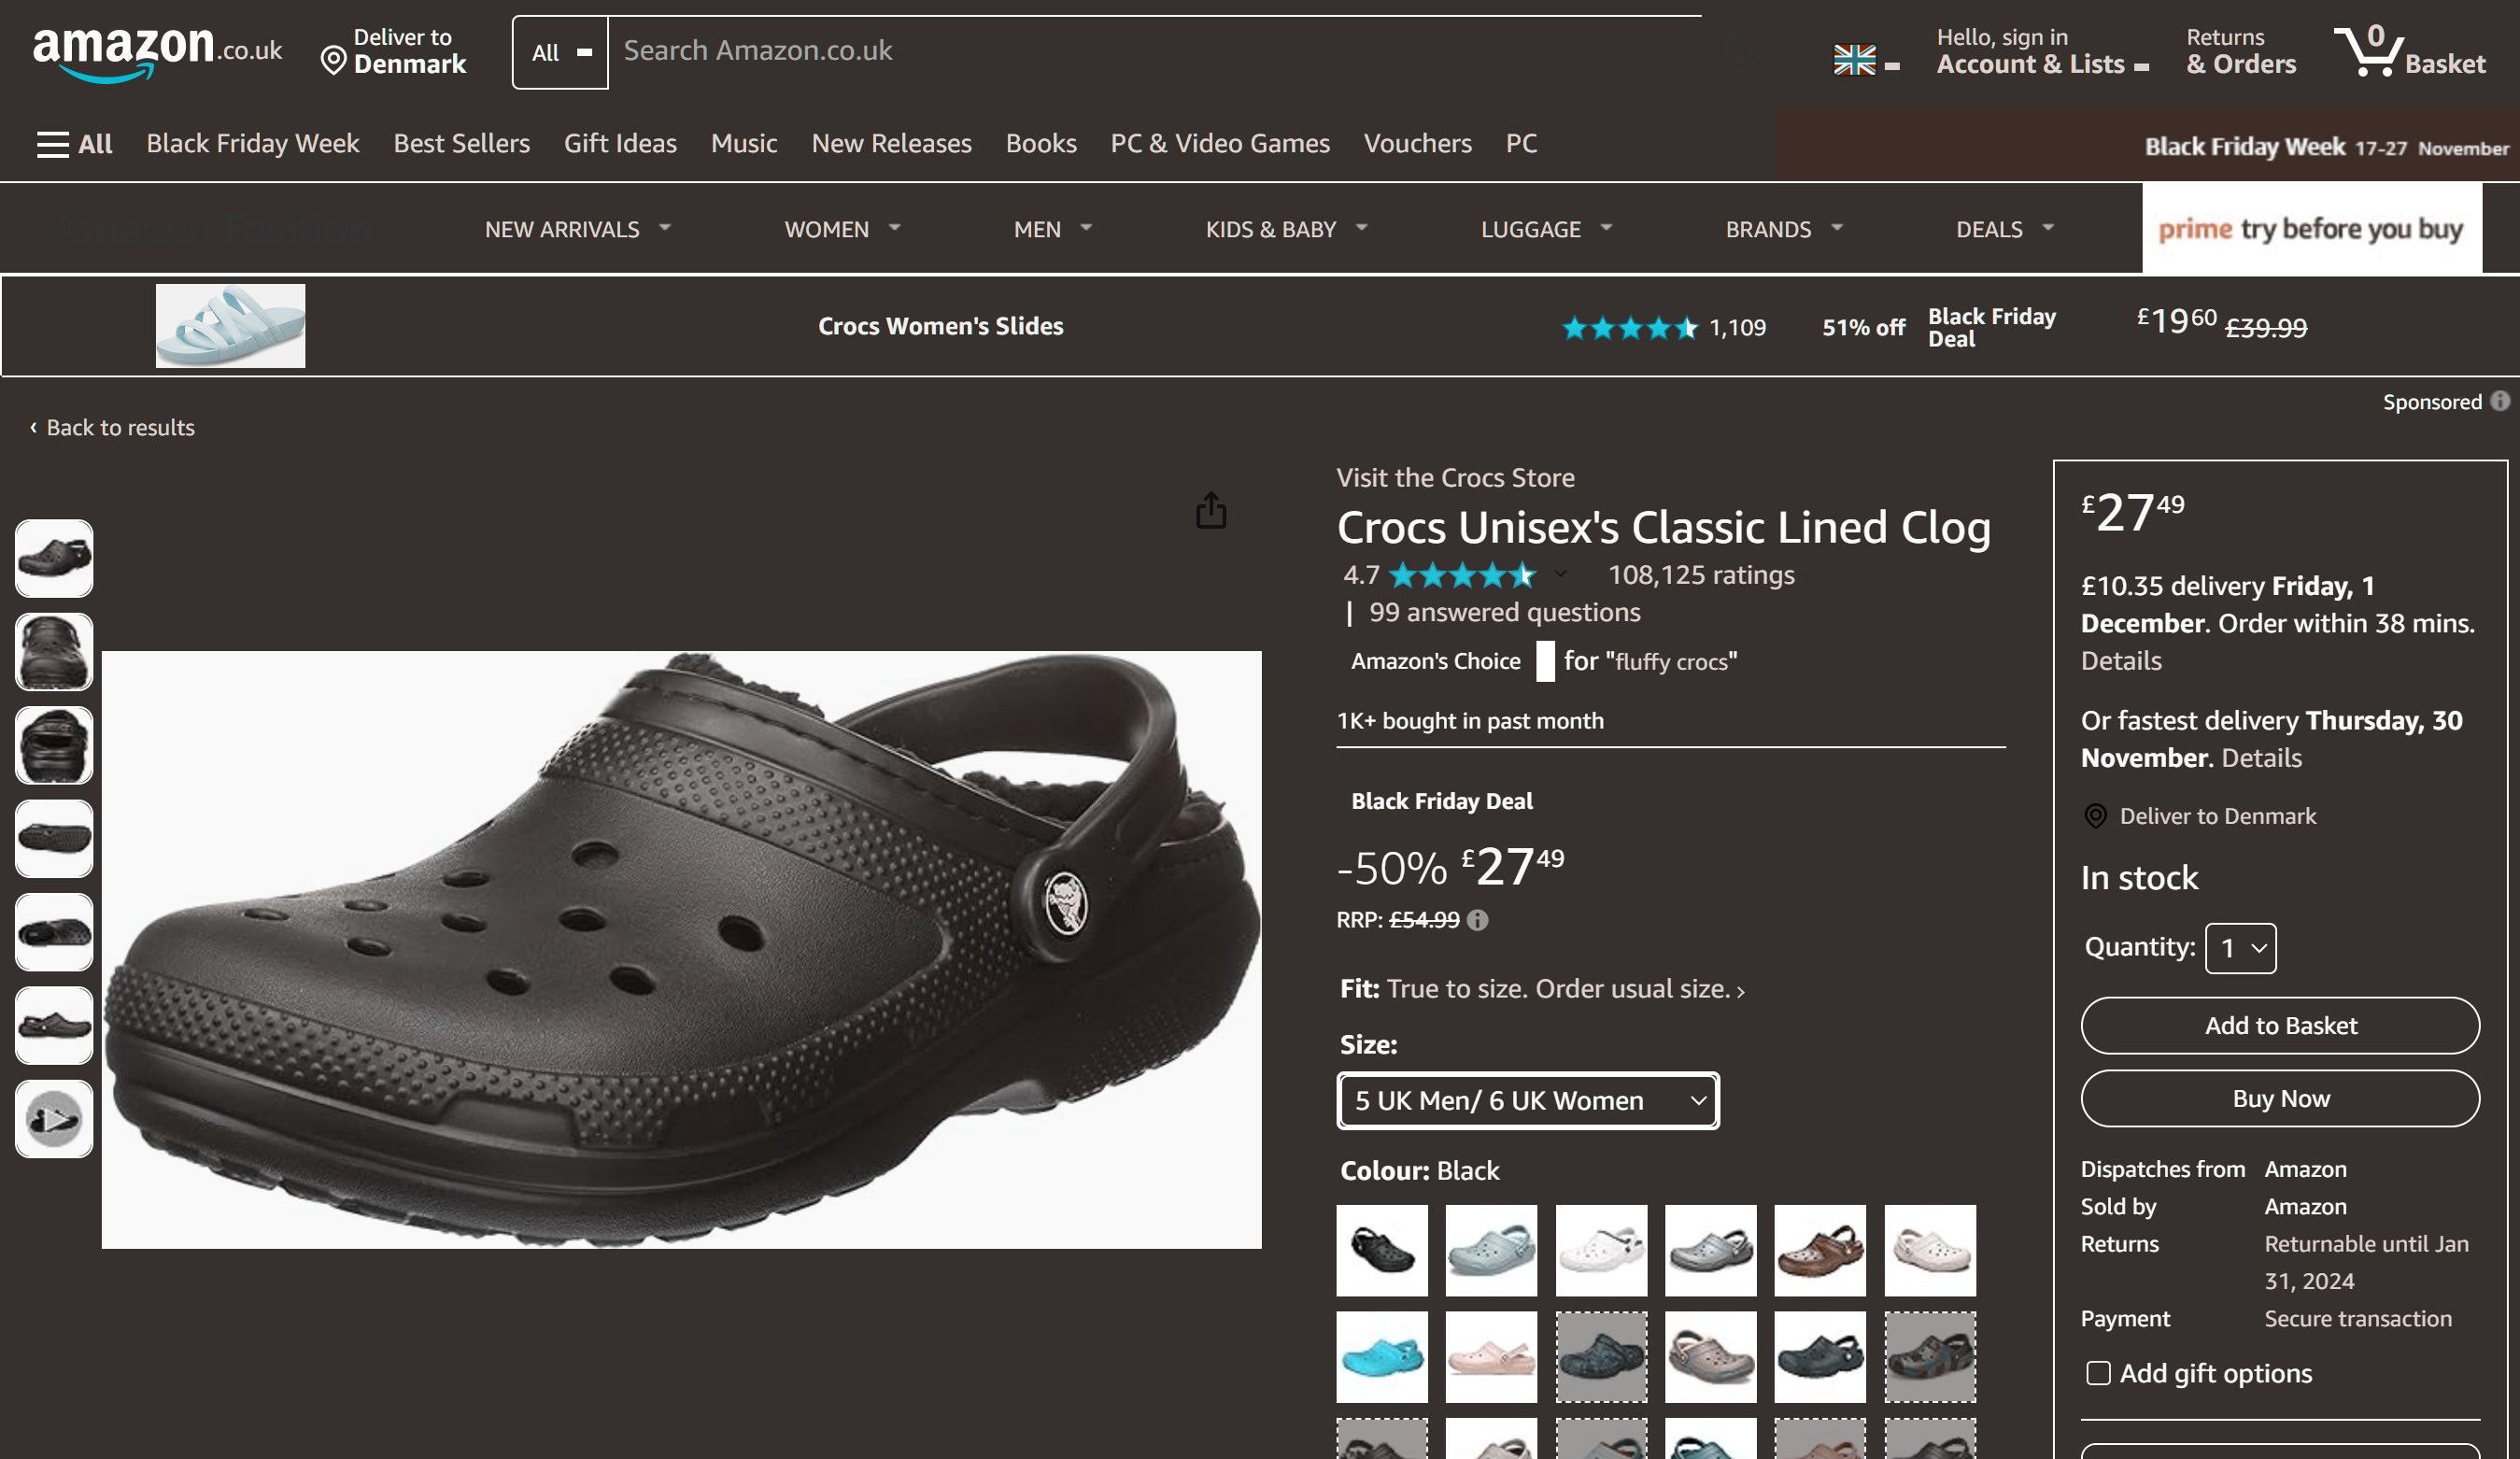 amazon.co.uk
Deliver to
Denmark
All
Search Amazon.co.uk
Hello, sign in
Account & Lists
Returns
& Orders
0
Basket
All
Black Friday Week
Best Sellers
Gift Ideas
Music
New Releases
Books
PC & Video Games
Vouchers
PC
Black Friday Week 17-27 November
NEW ARRIVALS
WOMEN
MEN
KIDS & BABY
LUGGAGE
BRANDS
DEALS
prime try before you buy
Crocs Women's Slides
1,109
51% off
Black Friday
Deal
£1960 £39.99
Sponsored
‹ Back to results
Visit the Crocs Store
Crocs Unisex's Classic Lined Clog
4.7
108,125 ratings
| 99 answered questions
Amazon's Choice for "fluffy crocs"
1K+ bought in past month
Black Friday Deal
-50% £2749
RRP: £54.99
Fit: True to size. Order usual size. ›
Size:
5 UK Men/ 6 UK Women
Colour: Black
£2749
£10.35 delivery Friday, 1
December. Order within 38 mins.
Details
Or fastest delivery Thursday, 30
November. Details
Deliver to Denmark
In stock
Quantity: 1
Add to Basket
Buy Now
Dispatches from Amazon
Sold by Amazon
Returns Returnable until Jan
31, 2024
Payment Secure transaction
Add gift options